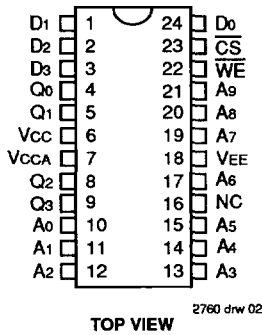 D1 1 24 D0
D2 2 23 CS
D3 3 22 WE
Q0 4 21 A9
Q1 5 20 A8
VCC 6 19 A7
VCCA 7 18 VEE
Q2 8 17 A6
Q3 9 16 NC
A0 10 15 A5
A1 11 14 A4
A2 12 13 A3
2760 drw 02
TOP VIEW